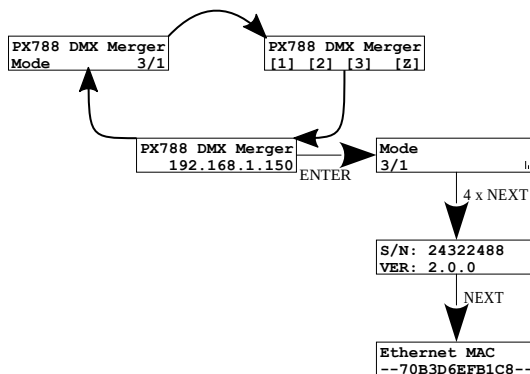 PX788 DMX Merger
Mode 3/1
PX788 DMX Merger
[1] [2] [3] [Z]
PX788 DMX Merger
192.168.1.150
ENTER
Mode
3/1
4 x NEXT
S/N: 24322488
VER: 2.0.0
NEXT
Ethernet MAC
--70B3D6EFB1C8--